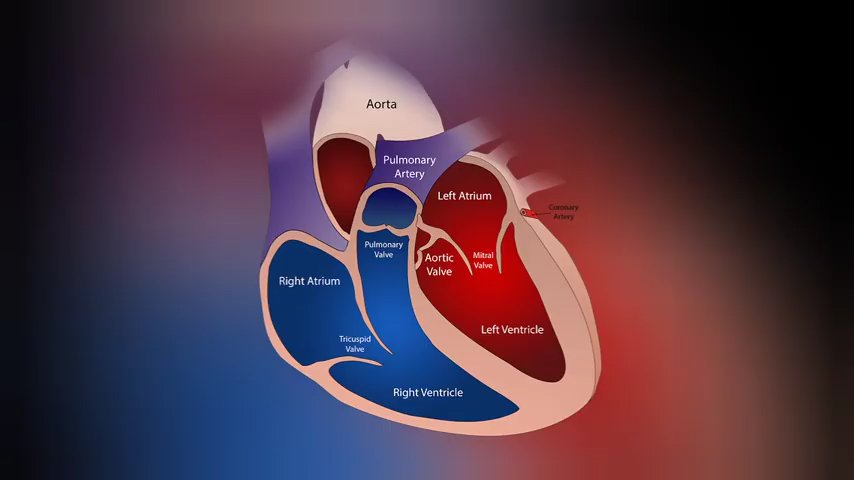 Aorta
Pulmonary
Artery
Left Atrium
Coronary
Artery
Pulmonary
Valve
Aortic
Valve
Mitral
Valve
Right Atrium
Left Ventricle
Tricuspid
Valve
Right Ventricle